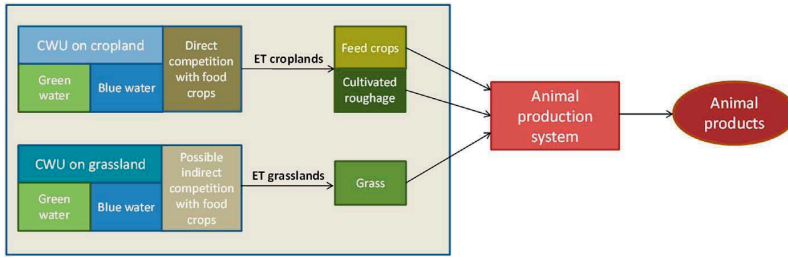 CWU on cropland
Green
water
Blue water
Direct
competition
with food
crops
ET croplands
Feed crops
Cultivated
roughage
CWU on grassland
Green
water
Blue water
Possible
indirect
competition
with food
crops
ET grasslands
Grass
Animal
production
system
Animal
products